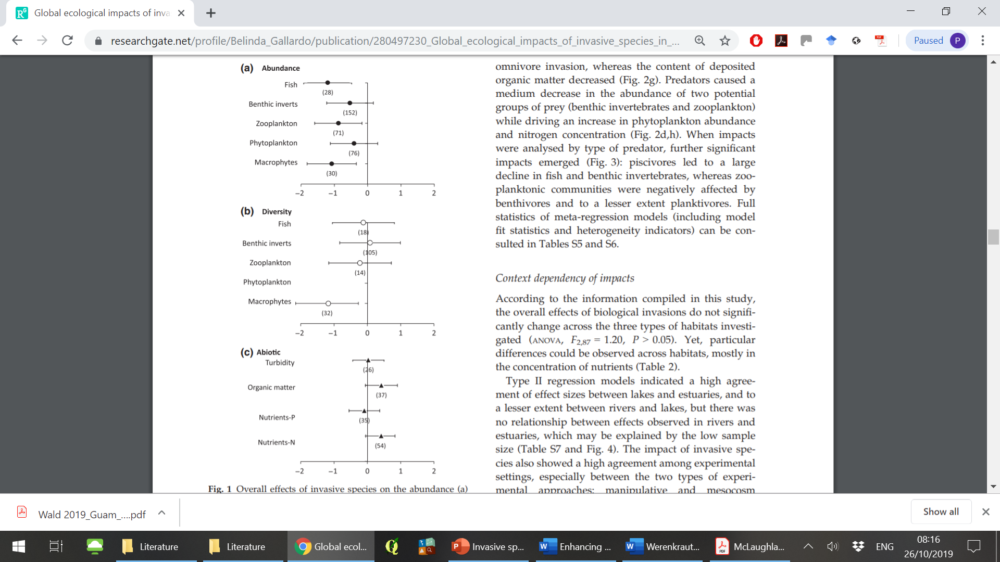 Global ecological impacts of inva
researchgate.net/profile/Belinda_Gallardo/publication/280497230_Global_ecological_impacts_of_invasive_species_in_...
Paused
P
(a) Abundance
Fish
(28)
Benthic inverts
(152)
Zooplankton
(71)
Phytoplankton
(76)
Macrophytes
(30)
−2 −1 0 1 2
(b) Diversity
Fish
(18)
Benthic inverts
(105)
Zooplankton
(14)
Phytoplankton
Macrophytes
(32)
−2 −1 0 1 2
(c) Abiotic
Turbidity
(26)
Organic matter
(37)
Nutrients-P
(35)
Nutrients-N
(54)
−2 −1 0 1 2
Fig. 1 Overall effects of invasive species on the abundance (a)
omnivore invasion, whereas the content of deposited
organic matter decreased (Fig. 2g). Predators caused a
medium decrease in the abundance of two potential
groups of prey (benthic invertebrates and zooplankton)
while driving an increase in phytoplankton abundance
and nitrogen concentration (Fig. 2d,h). When impacts
were analysed by type of predator, further significant
impacts emerged (Fig. 3): piscivores led to a large
decline in fish and benthic invertebrates, whereas zoo-
planktonic communities were negatively affected by
benthivores and to a lesser extent planktivores. Full
statistics of meta-regression models (including model
fit statistics and heterogeneity indicators) can be con-
sulted in Tables S5 and S6.
Context dependency of impacts
According to the information compiled in this study,
the overall effects of biological invasions do not signifi-
cantly change across the three types of habitats investi-
gated (ANOVA, F2,87 = 1.20, P > 0.05). Yet, particular
differences could be observed across habitats, mostly in
the concentration of nutrients (Table 2).
Type II regression models indicated a high agree-
ment of effect sizes between lakes and estuaries, and to
a lesser extent between rivers and lakes, but there was
no relationship between effects observed in rivers and
estuaries, which may be explained by the low sample
size (Table S7 and Fig. 4). The impact of invasive spe-
cies also showed a high agreement among experimental
settings, especially between the two types of experi-
mental approaches: manipulative and mesocosm
Wald 2019_Guam_....pdf
Show all
Literature
Literature
Global ecol...
Invasive sp...
Enhancing ...
Werenkraut...
McLaughla...
ENG
08:16
26/10/2019